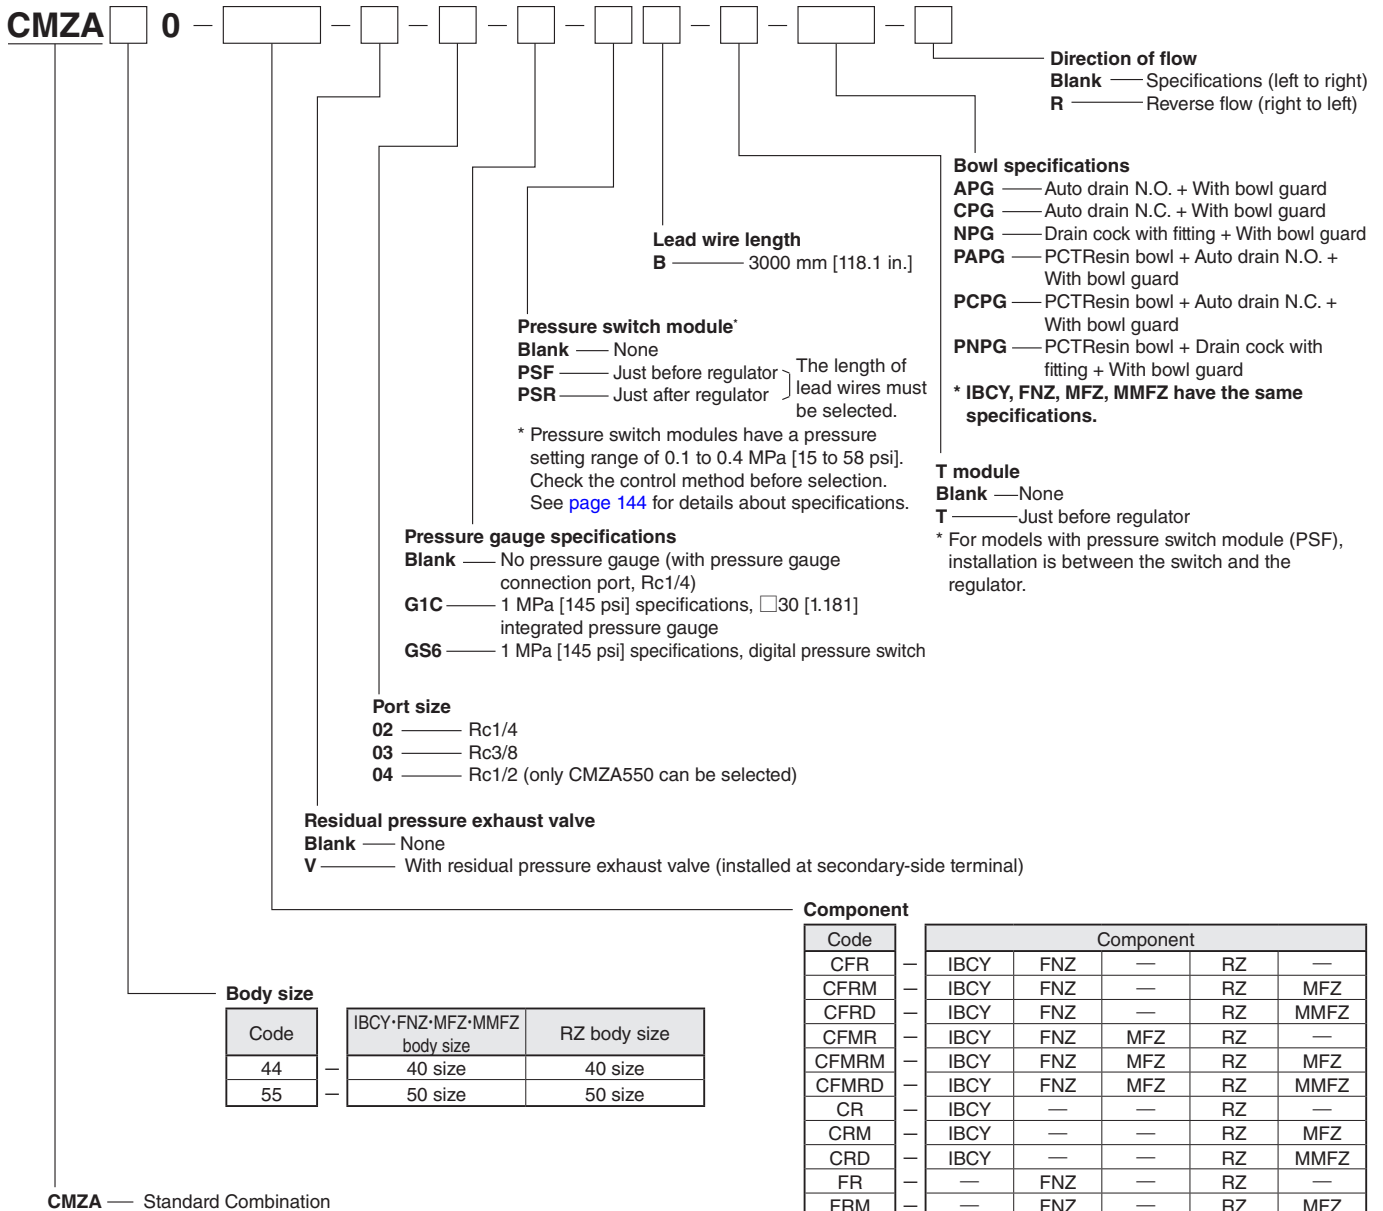 CMZA□ 0 – □ – □ – □ – □ – □ □ – □ – □ – □
Direction of flow
Blank — Specifications (left to right)
R — Reverse flow (right to left)
Bowl specifications
APG — Auto drain N.O. + With bowl guard
CPG — Auto drain N.C. + With bowl guard
NPG — Drain cock with fitting + With bowl guard
PAPG — PCTResin bowl + Auto drain N.O. +
With bowl guard
PCPG — PCTResin bowl + Auto drain N.C. +
With bowl guard
PNPG — PCTResin bowl + Drain cock with
fitting + With bowl guard
* IBCY, FNZ, MFZ, MMFZ have the same
specifications.
Lead wire length
B — 3000 mm [118.1 in.]
Pressure switch module*
Blank — None
PSF — Just before regulator
PSR — Just after regulator
The length of
lead wires must
be selected.
* Pressure switch modules have a pressure
setting range of 0.1 to 0.4 MPa [15 to 58 psi].
Check the control method before selection.
See page 144 for details about specifications.
T module
Blank — None
T — Just before regulator
* For models with pressure switch module (PSF),
installation is between the switch and the
regulator.
Pressure gauge specifications
Blank — No pressure gauge (with pressure gauge
connection port, Rc1/4)
G1C — 1 MPa [145 psi] specifications, □30 [1.181]
integrated pressure gauge
GS6 — 1 MPa [145 psi] specifications, digital pressure switch
Port size
02 — Rc1/4
03 — Rc3/8
04 — Rc1/2 (only CMZA550 can be selected)
Residual pressure exhaust valve
Blank — None
V — With residual pressure exhaust valve (installed at secondary-side terminal)
Component
Code – Component
CFR – IBCY FNZ — RZ —
CFRM – IBCY FNZ — RZ MFZ
CFRD – IBCY FNZ — RZ MMFZ
CFMR – IBCY FNZ MFZ RZ —
CFMRM – IBCY FNZ MFZ RZ MFZ
CFMRD – IBCY FNZ MFZ RZ MMFZ
CR – IBCY — — RZ —
CRM – IBCY — — RZ MFZ
CRD – IBCY — — RZ MMFZ
FR – — FNZ — RZ —
FRM – — FNZ — RZ MFZ
Body size
Code
IBCY·FNZ·MFZ·MMFZ
body size
RZ body size
44 – 40 size 40 size
55 – 50 size 50 size
CMZA — Standard Combination